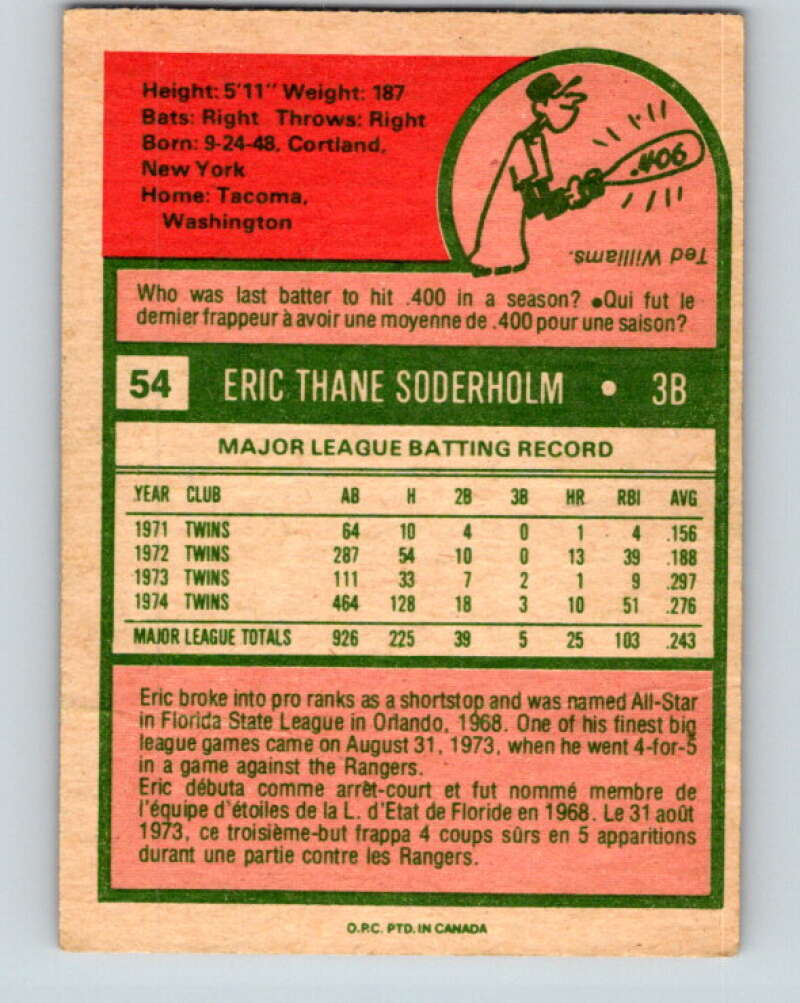 Height: 5'11" Weight: 187
Bats: Right Throws: Right
Born: 9-24-48, Cortland,
New York
Home: Tacoma,
Washington
.406
Ted Williams.
Who was last batter to hit .400 in a season? •Qui fut le
dernier frappeur à avoir une moyenne de .400 pour une saison?
54 ERIC THANE SODERHOLM • 3B
MAJOR LEAGUE BATTING RECORD
YEAR CLUB AB H 2B 3B HR RBI AVG
1971 TWINS 64 10 4 0 1 4 .156
1972 TWINS 287 54 10 0 13 39 .188
1973 TWINS 111 33 7 2 1 9 .297
1974 TWINS 464 128 18 3 10 51 .276
MAJOR LEAGUE TOTALS 926 225 39 5 25 103 .243
Eric broke into pro ranks as a shortstop and was named All-Star
in Florida State League in Orlando, 1968. One of his finest big
league games came on August 31, 1973, when he went 4-for-5
in a game against the Rangers.
Eric débuta comme arrêt-court et fut nommé membre de
l'équipe d'étoiles de la L. d'Etat de Floride en 1968. Le 31 août
1973, ce troisième-but frappa 4 coups sûrs en 5 apparitions
durant une partie contre les Rangers.
O.P.C. PTD. IN CANADA